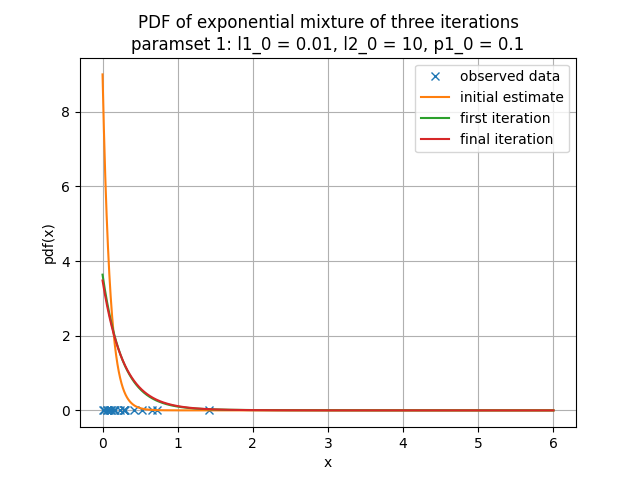 PDF of exponential mixture of three iterations
paramset 1: l1_0 = 0.01, l2_0 = 10, p1_0 = 0.1
observed data
initial estimate
first iteration
final iteration
pdf(x)
8
6
4
2
0
0 1 2 3 4 5 6
x